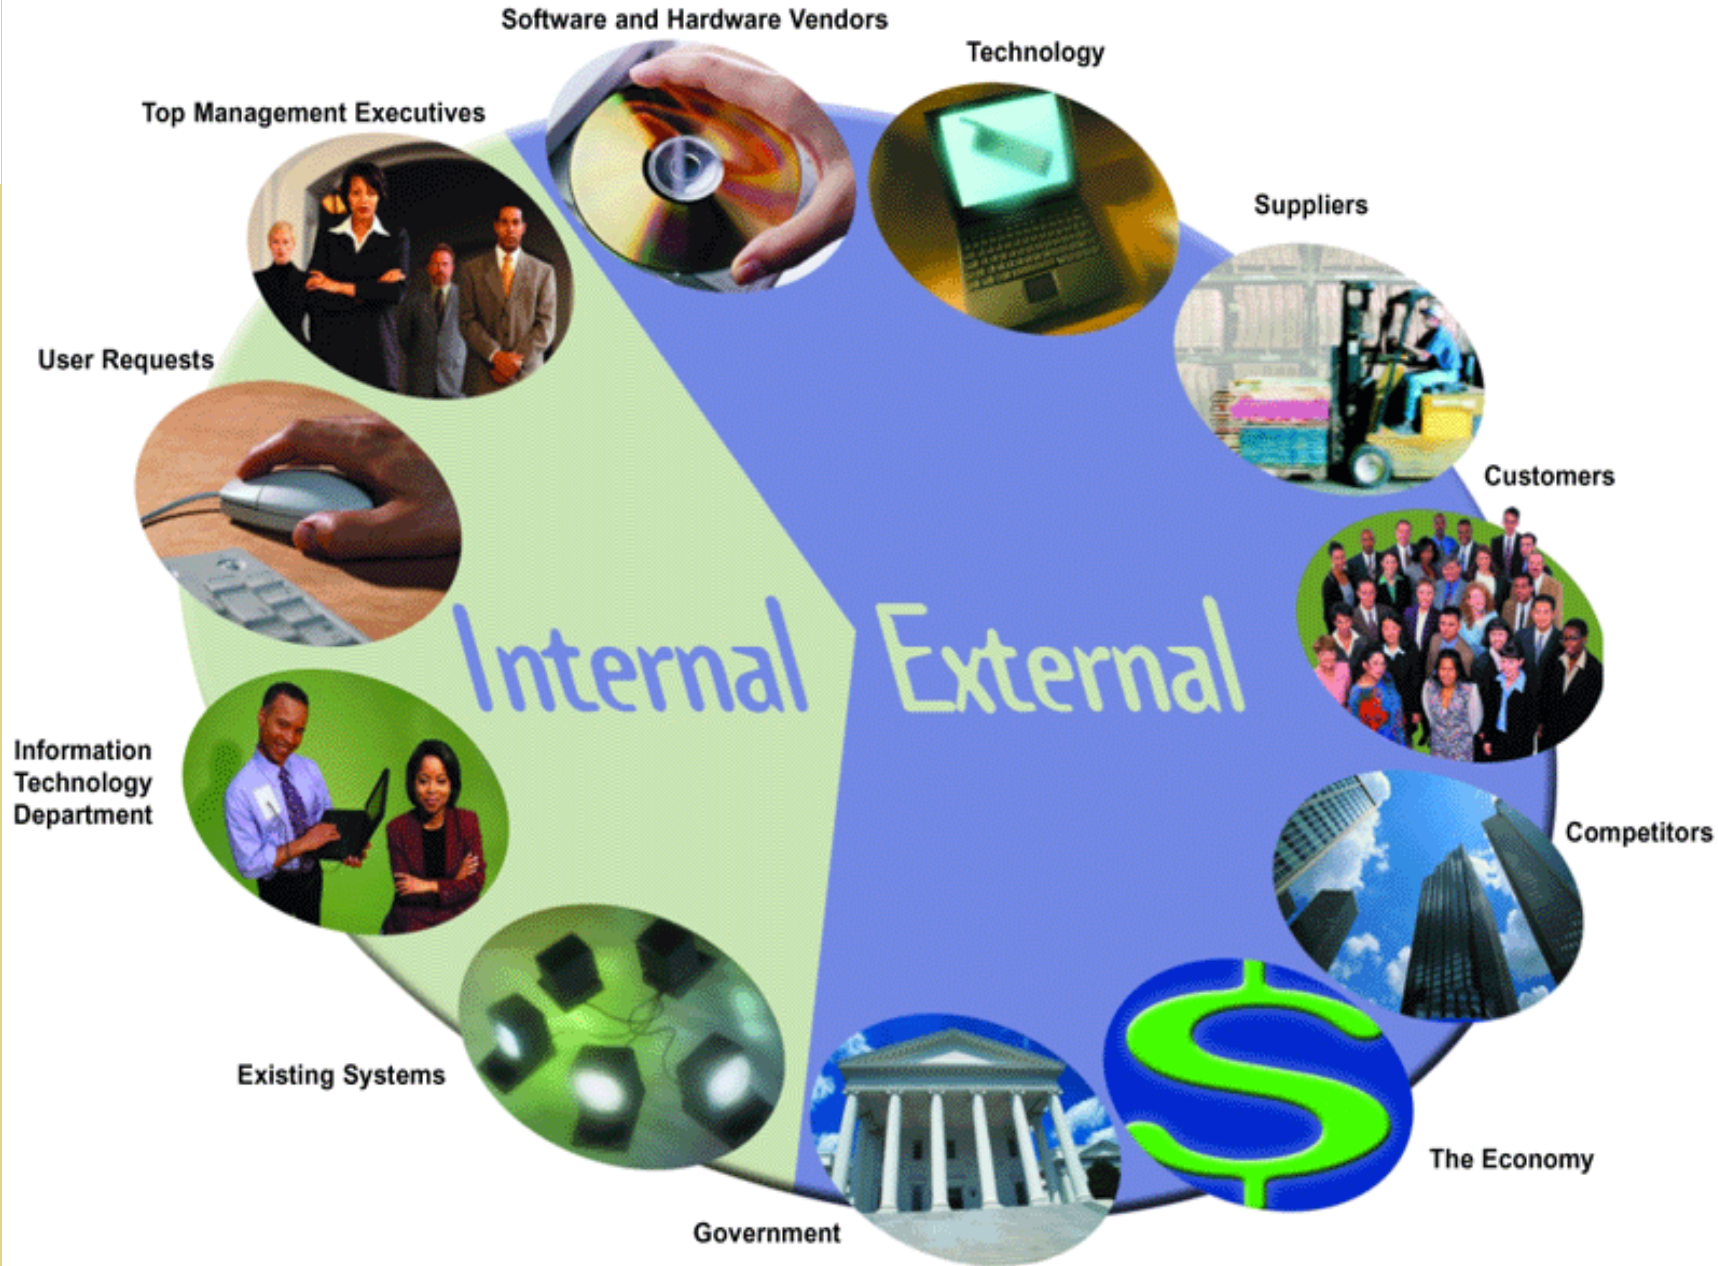 Software and Hardware Vendors
Technology
Top Management Executives
Suppliers
User Requests
Customers
Internal
External
Information
Technology
Department
Competitors
Existing Systems
The Economy
Government